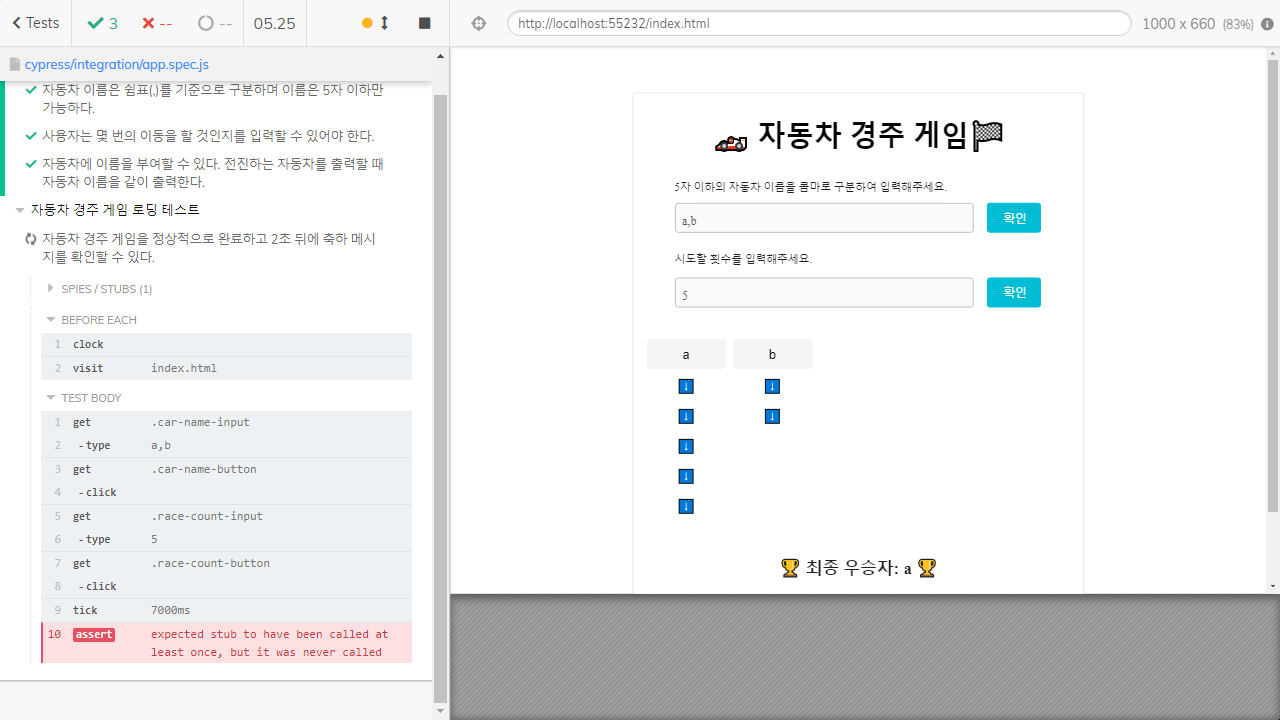 Tests
3
--
--
05.25
http://localhost:55232/index.html
1000 x 660 (83%)
cypress/integration/app.spec.js
자동차 이름은 쉼표(,)를 기준으로 구분하며 이름은 5자 이하만
가능하다.
사용자는 몇 번의 이동을 할 것인지를 입력할 수 있어야 한다.
자동차에 이름을 부여할 수 있다. 전진하는 자동차를 출력할 때
자동차 이름을 같이 출력한다.
자동차 경주 게임 로딩 테스트
자동차 경주 게임을 정상적으로 완료하고 2초 뒤에 축하 메시
지를 확인할 수 있다.
SPIES / STUBS (1)
BEFORE EACH
1 clock
2 visit index.html
TEST BODY
1 get .car-name-input
2 -type a,b
3 get .car-name-button
4 -click
5 get .race-count-input
6 -type 5
7 get .race-count-button
8 -click
9 tick 7000ms
10 assert expected stub to have been called at
least once, but it was never called
🏎️ 자동차 경주 게임🏁
5자 이하의 자동차 이름을 콤마로 구분하여 입력해주세요.
a,b 확인
시도할 횟수를 입력해주세요.
5 확인
a b
⬇️ ⬇️
⬇️ ⬇️
⬇️
⬇️
⬇️
🏆 최종 우승자: a 🏆